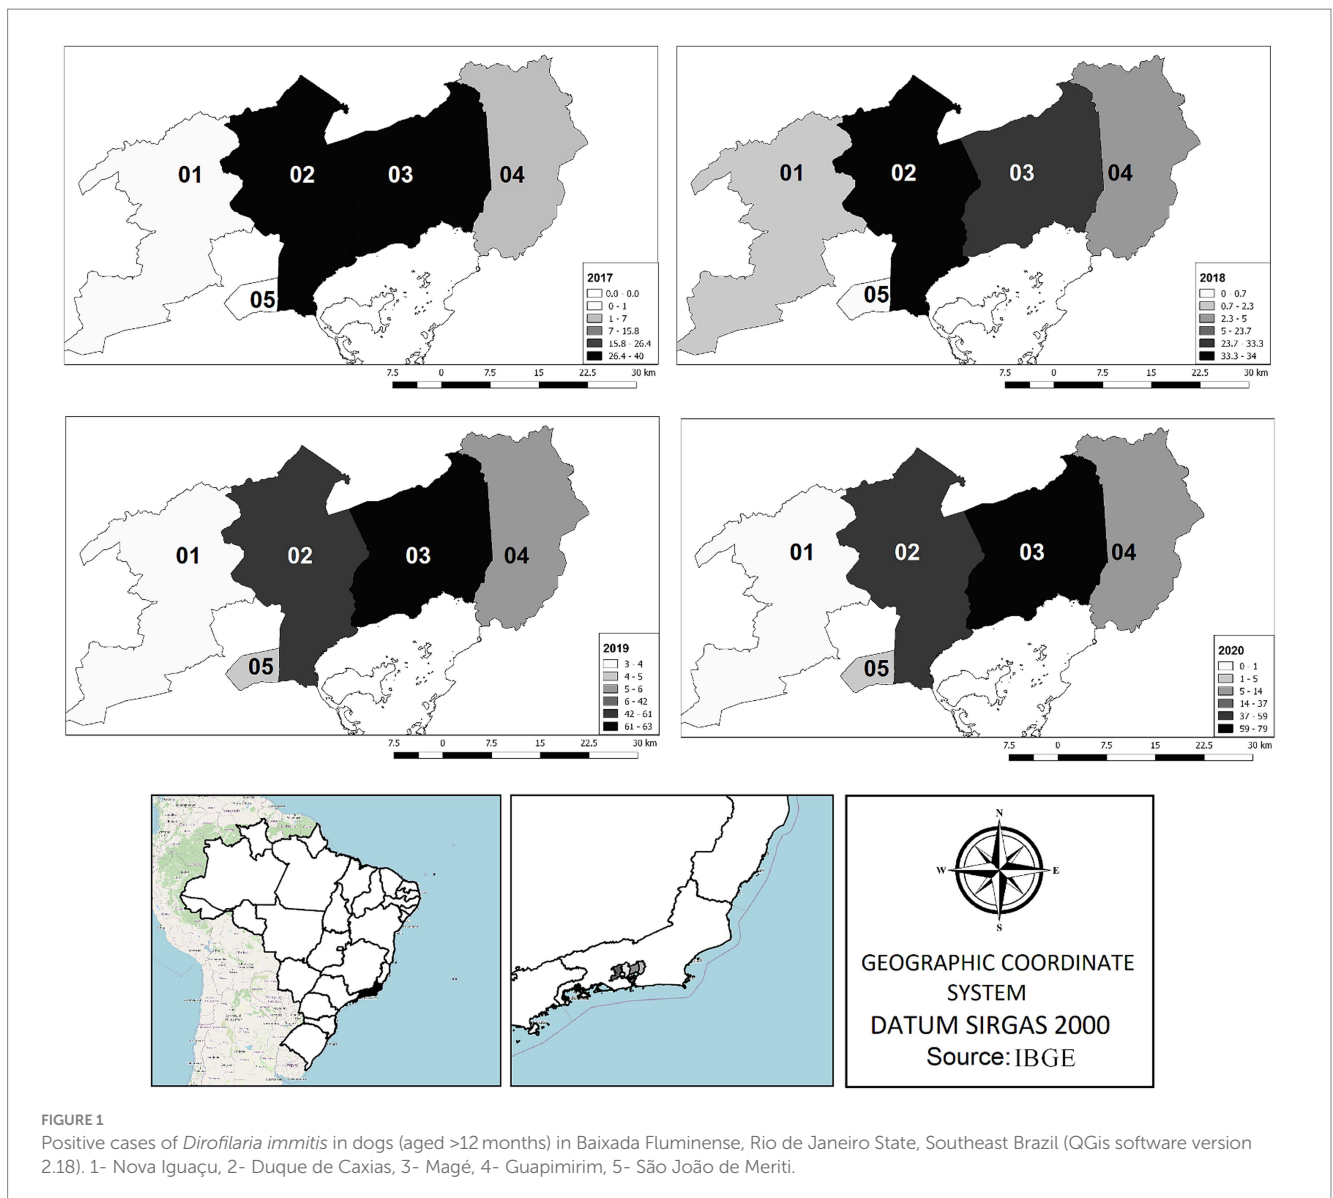 01
02
03
04
05
2017
0.0 - 0.0
0 - 1
1 - 7
7 - 15.8
15.8 - 26.4
26.4 - 40
7.5 0 7.5 15 22.5 30 km
01
02
03
04
05
2018
0 - 0.7
0.7 - 2.3
2.3 - 5
5 - 23.7
23.7 - 33.3
33.3 - 34
7.5 0 7.5 15 22.5 30 km
01
02
03
04
05
2019
3 - 4
4 - 5
5 - 6
6 - 42
42 - 61
61 - 63
7.5 0 7.5 15 22.5 30 km
01
02
03
04
05
2020
0 - 1
1 - 5
5 - 14
14 - 37
37 - 59
59 - 79
7.5 0 7.5 15 22.5 30 km
N
W E
S
GEOGRAPHIC COORDINATE
SYSTEM
DATUM SIRGAS 2000
Source: IBGE
FIGURE 1
Positive cases of Dirofilaria immitis in dogs (aged >12 months) in Baixada Fluminense, Rio de Janeiro State, Southeast Brazil (QGis software version
2.18). 1- Nova Iguaçu, 2- Duque de Caxias, 3- Magé, 4- Guapimirim, 5- São João de Meriti.